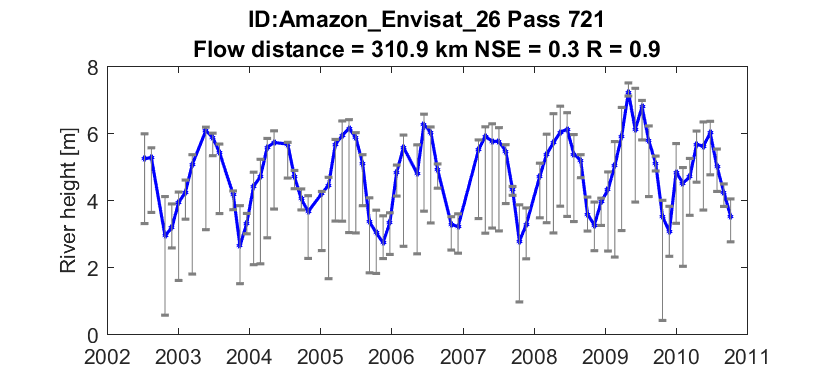 ID:Amazon_Envisat_26 Pass 721
Flow distance = 310.9 km NSE = 0.3 R = 0.9
8
6
4
2
0
River height [m]
2002 2003 2004 2005 2006 2007 2008 2009 2010 2011